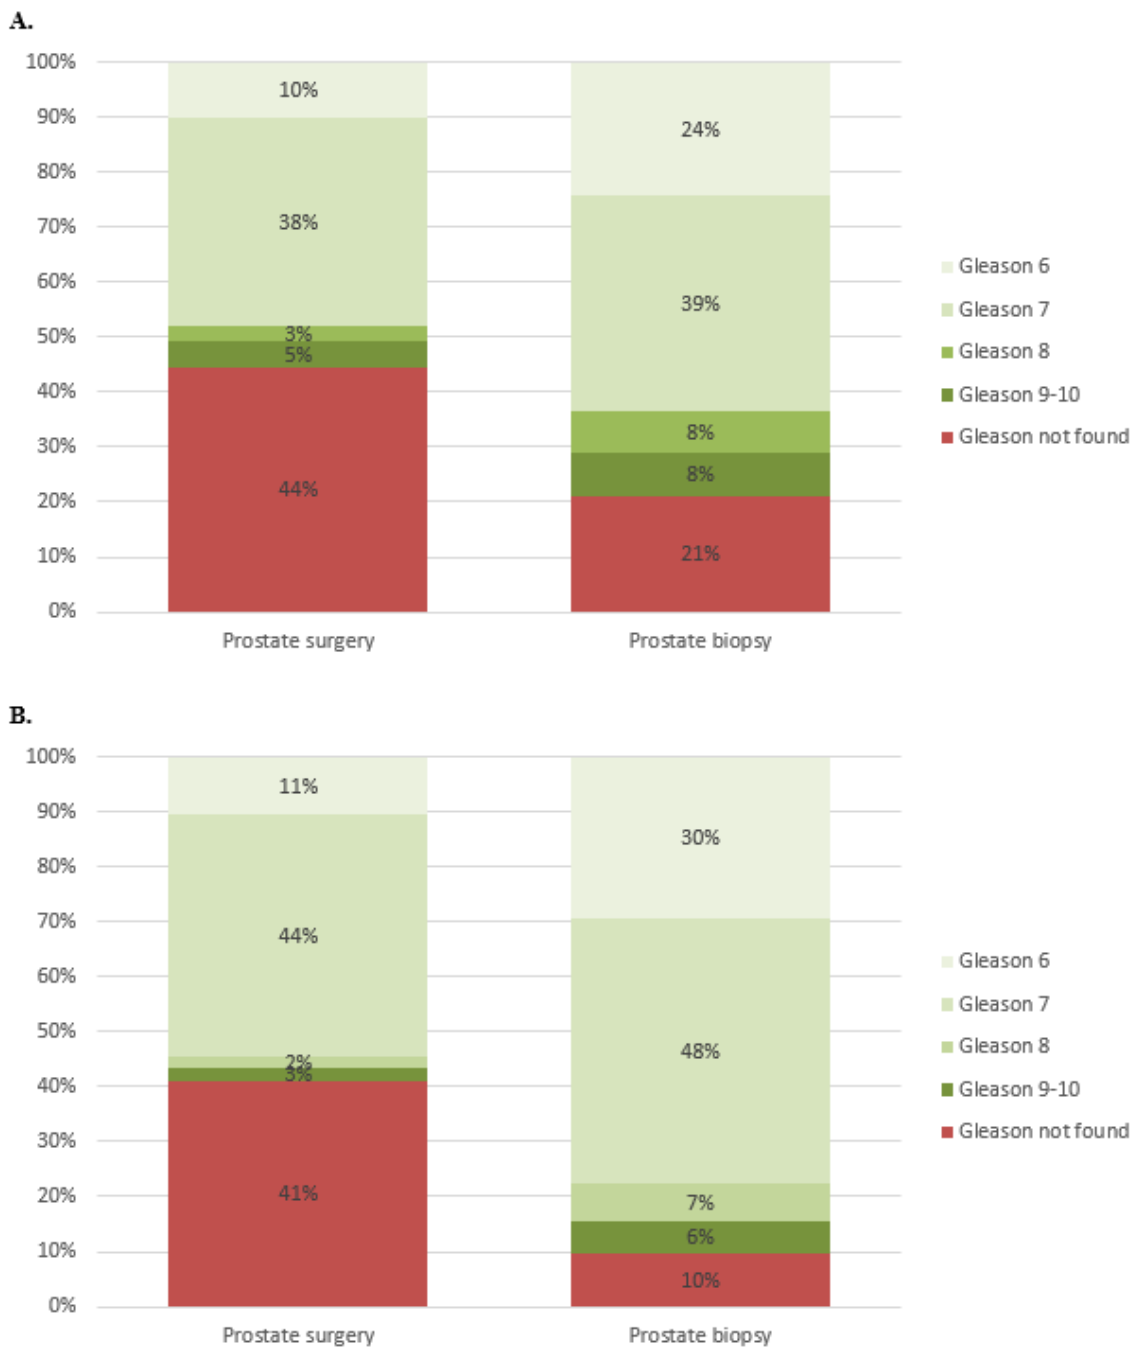 A.
100%
90%
80%
70%
60%
50%
40%
30%
20%
10%
0%
10%
38%
3%
5%
44%
24%
39%
8%
8%
21%
Prostate surgery
Prostate biopsy
Gleason 6
Gleason 7
Gleason 8
Gleason 9-10
Gleason not found
B.
100%
90%
80%
70%
60%
50%
40%
30%
20%
10%
0%
11%
44%
2%
3%
41%
30%
48%
7%
6%
10%
Prostate surgery
Prostate biopsy
Gleason 6
Gleason 7
Gleason 8
Gleason 9-10
Gleason not found